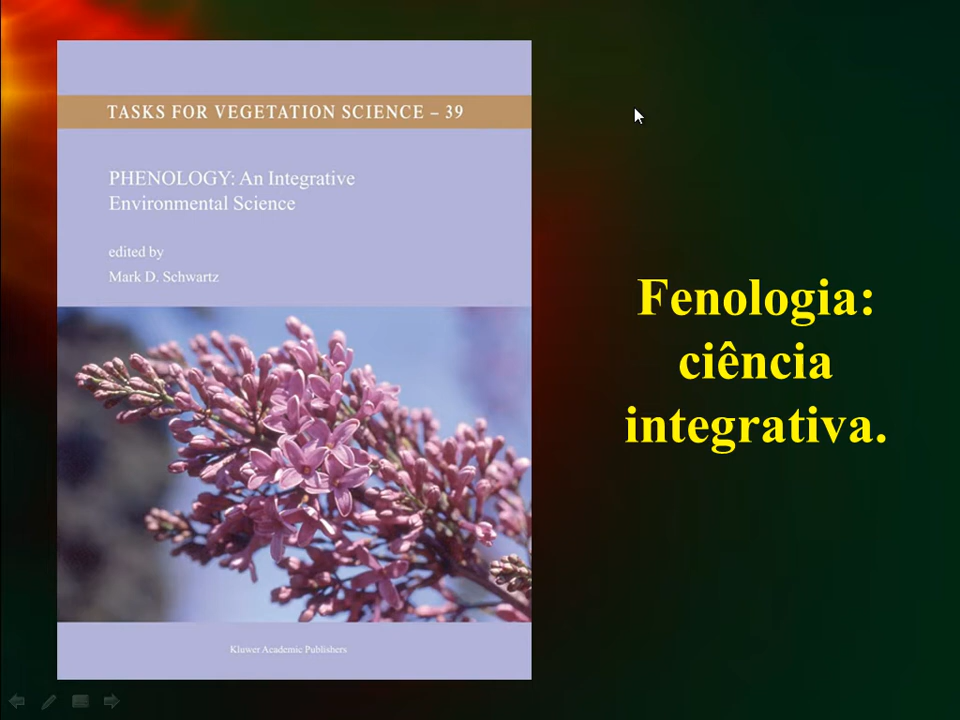 TASKS FOR VEGETATION SCIENCE – 39
PHENOLOGY: An Integrative
Environmental Science
edited by
Mark D. Schwartz
Kluwer Academic Publishers
Fenologia:
ciência
integrativa.